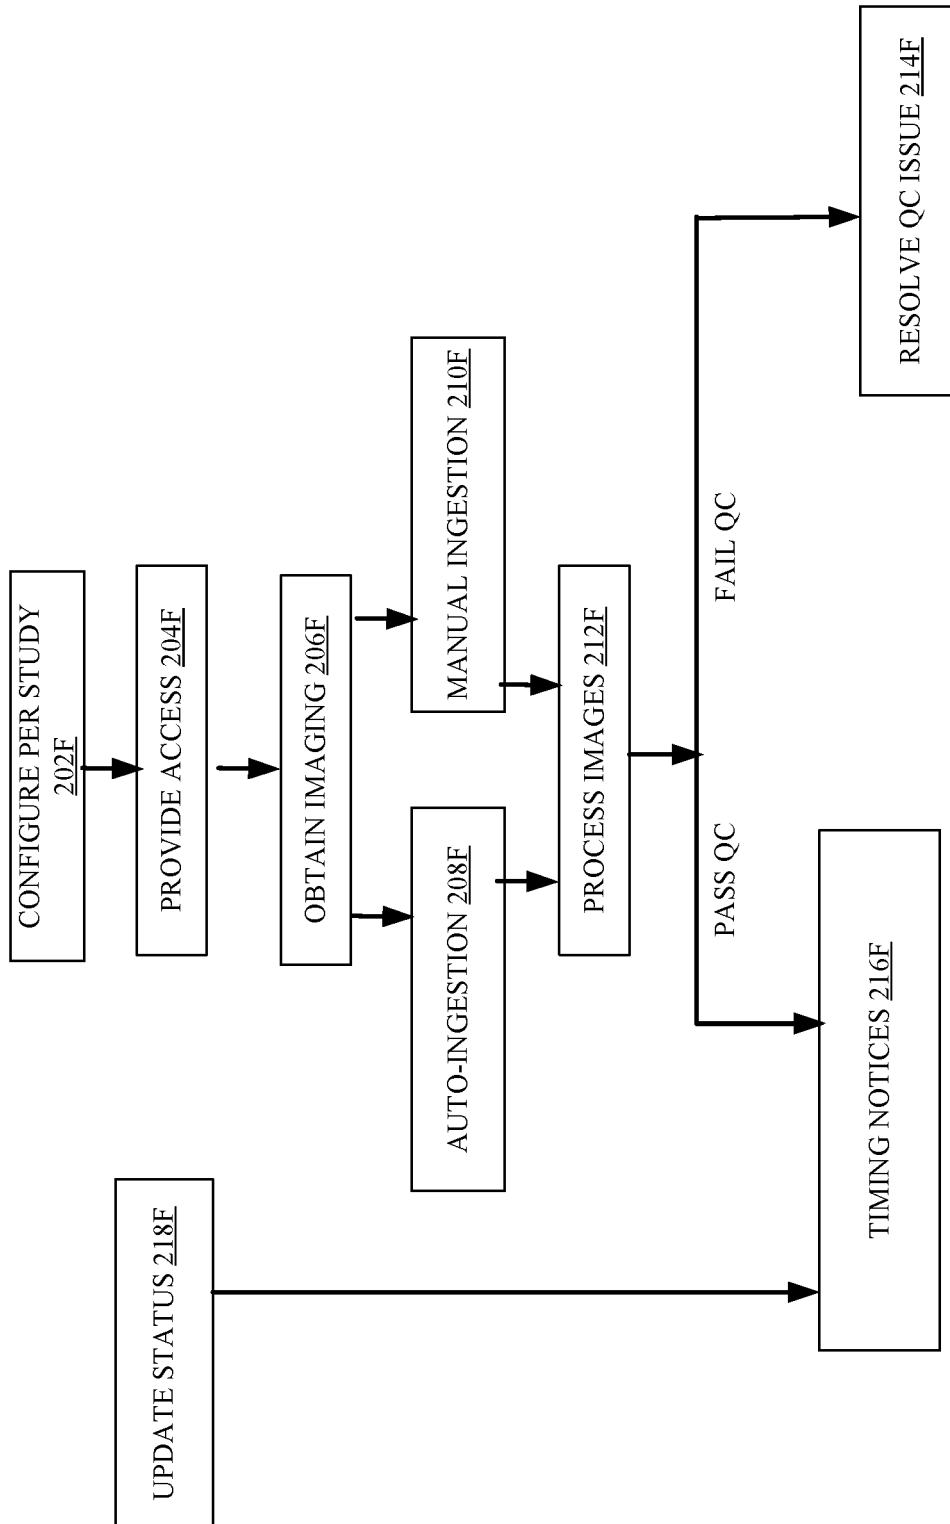 CONFIGURE PER STUDY
202F
PROVIDE ACCESS 204F
OBTAIN IMAGING 206F
AUTO-INGESTION 208F
MANUAL INGESTION 210F
PROCESS IMAGES 212F
PASS QC
FAIL QC
RESOLVE QC ISSUE 214F
TIMING NOTICES 216F
UPDATE STATUS 218F